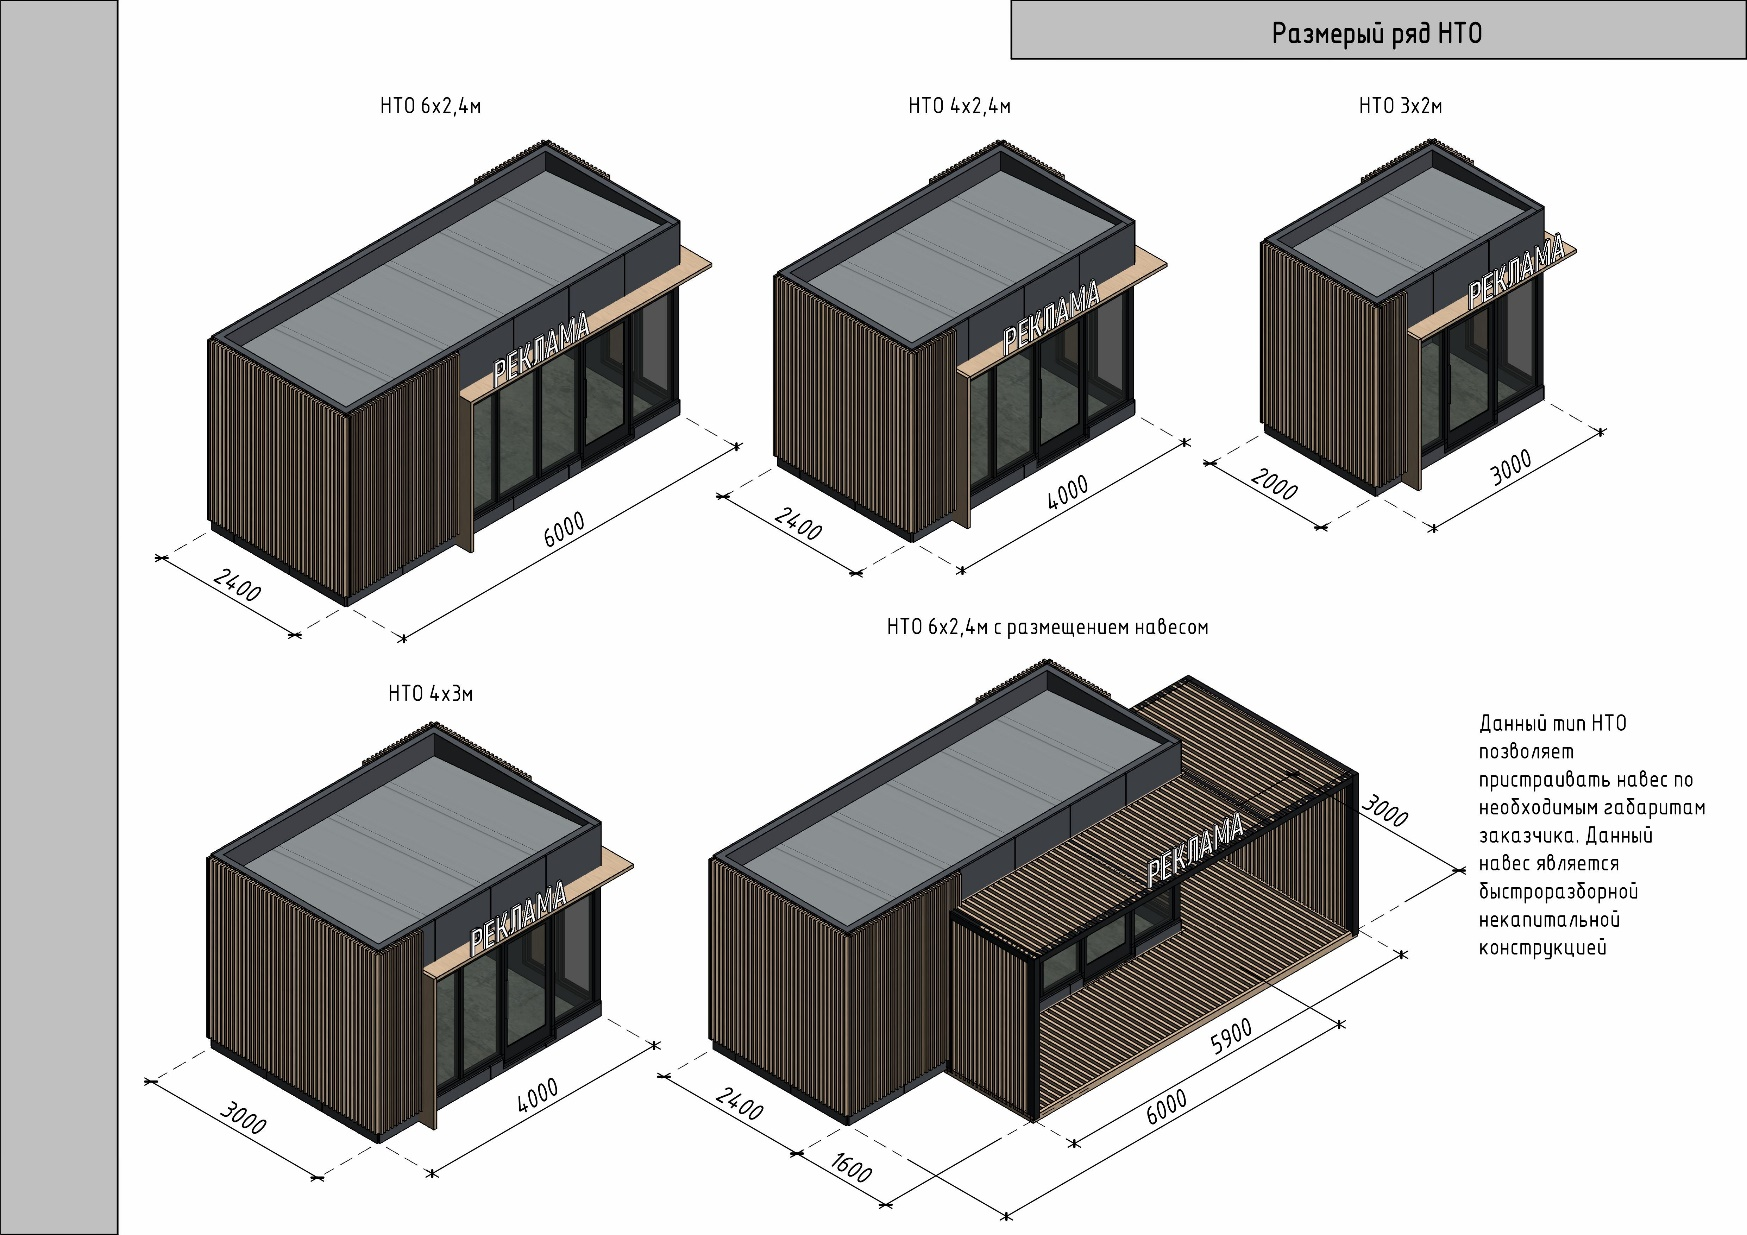 Размерый ряд НТО
НТО 6х2,4м
НТО 4х2,4м
НТО 3х2м
РЕКЛАМА
2400
6000
РЕКЛАМА
2400
4000
РЕКЛАМА
2000
3000
НТО 4х3м
НТО 6х2,4м с размещением навесом
РЕКЛАМА
3000
4000
РЕКЛАМА
3000
5900
6000
2400
1600
Данный тип НТО
позволяет
пристраивать навес по
необходимым габаритам
заказчика. Данный
навес является
быстроразборной
некапитальной
конструкцией